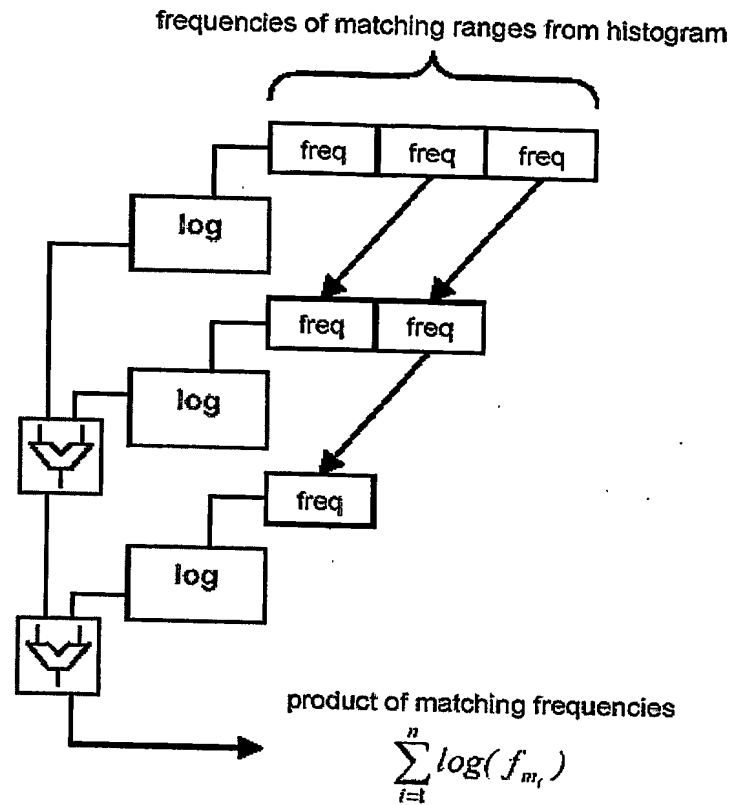 frequencies of matching ranges from histogram
freq freq freq
log
freq freq
log
freq
log
product of matching frequencies
n
∑ log( f_{m_i} )
i=1